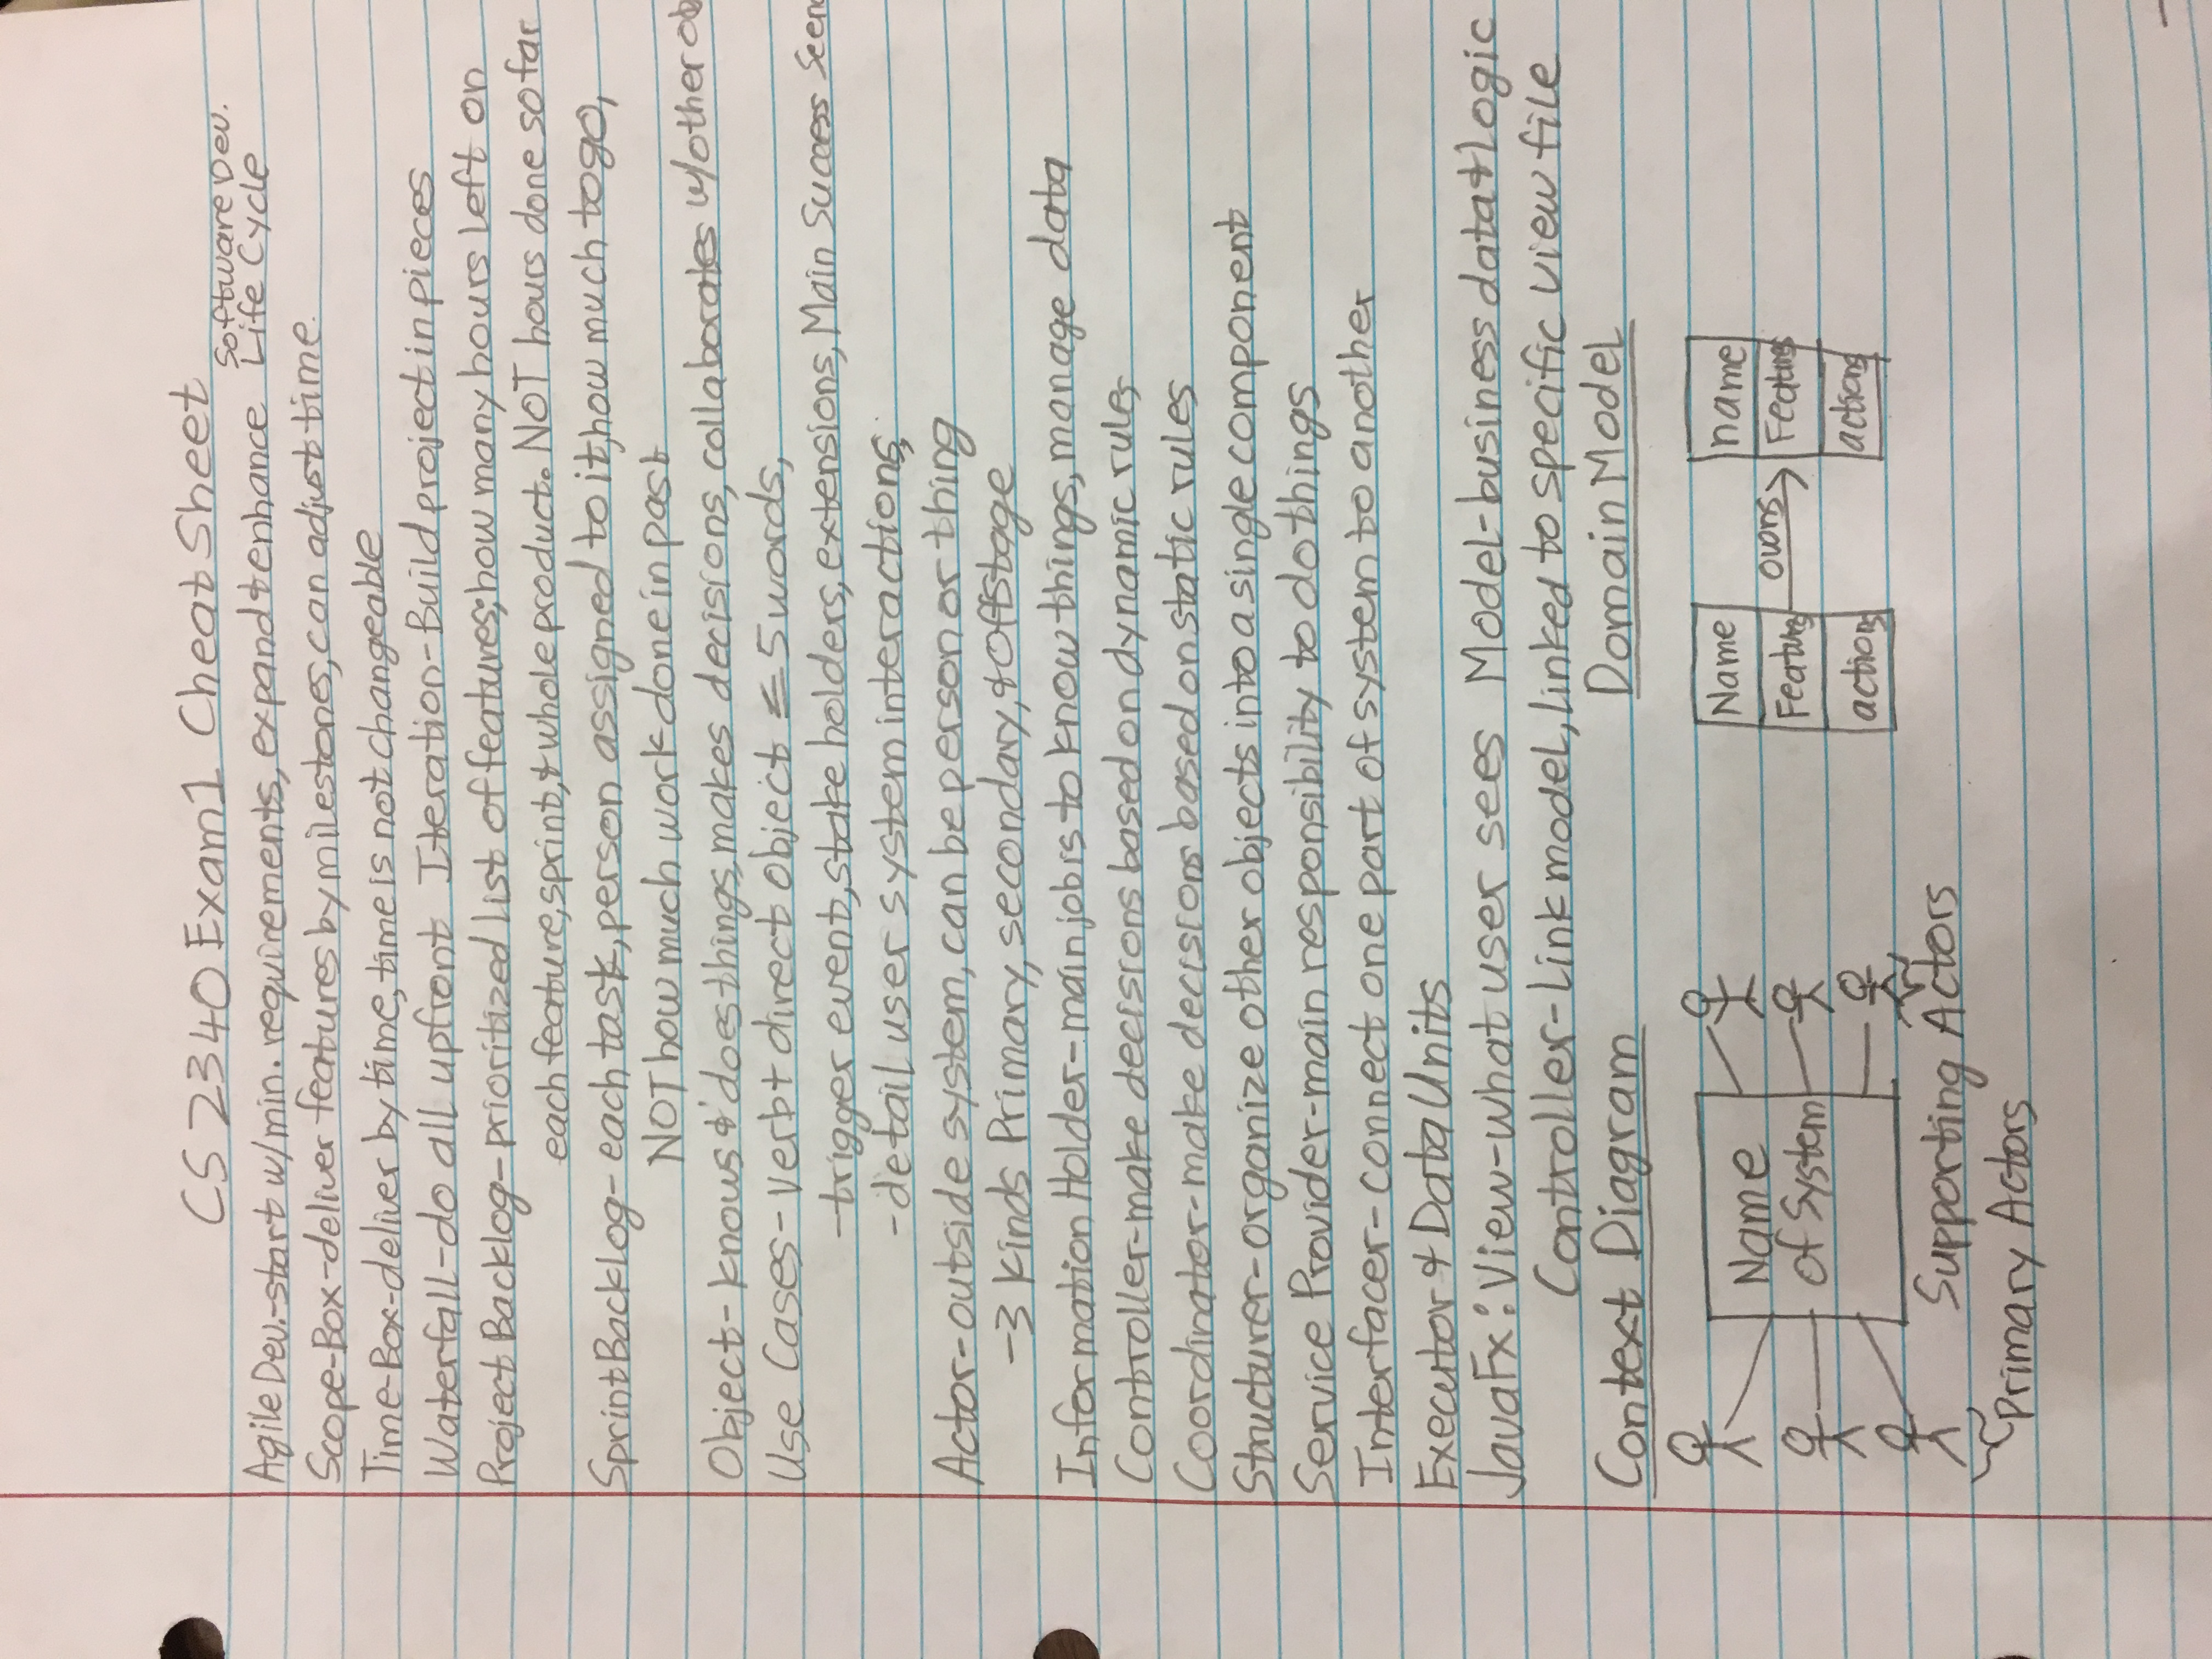 CS 2340 Exam1 Cheat Sheet
Software Dev.
Agile Dev.-start w/min. requirements, expand & enhance Life Cycle
Scope-Box-deliver features by milestones, can adjust time.
Time-Box-deliver by time, time is not changeable
Waterfall-do all upfront Iteration-Build project in pieces
Project Backlog-prioritized list of features; how many hours left on
each feature, sprint, & whole product. NOT hours done so far
Sprint Backlog- each task, person assigned to it, how much to go,
NOT how much work done in past
Object- knows & does things, makes decisions, collaborates w/other ob
Use Cases-verb+ direct object ≤ 5 words,
-trigger event, stake holders, extensions, Main Success Scen
-detail user system interactions,
Actor-outside system, can be person or thing
-3 kinds Primary, secondary, & Offstage
Information Holder-main job is to know things, manage data
Controller-make decisions based on dynamic rules
Coordinator-make decisions based on static rules
Structurer-organize other objects into a single component
Service Provider-main responsibility to do things
Interfacer-connect one part of system to another
Executor & Data Units
JavaFx: View-what user sees Model-business data & logic
Controller-Link model, linked to specific view file
Context Diagram Domain Model
Name
of System
Supporting Actors
Primary Actors
Name
Features
actions
owns
name
Features
actions